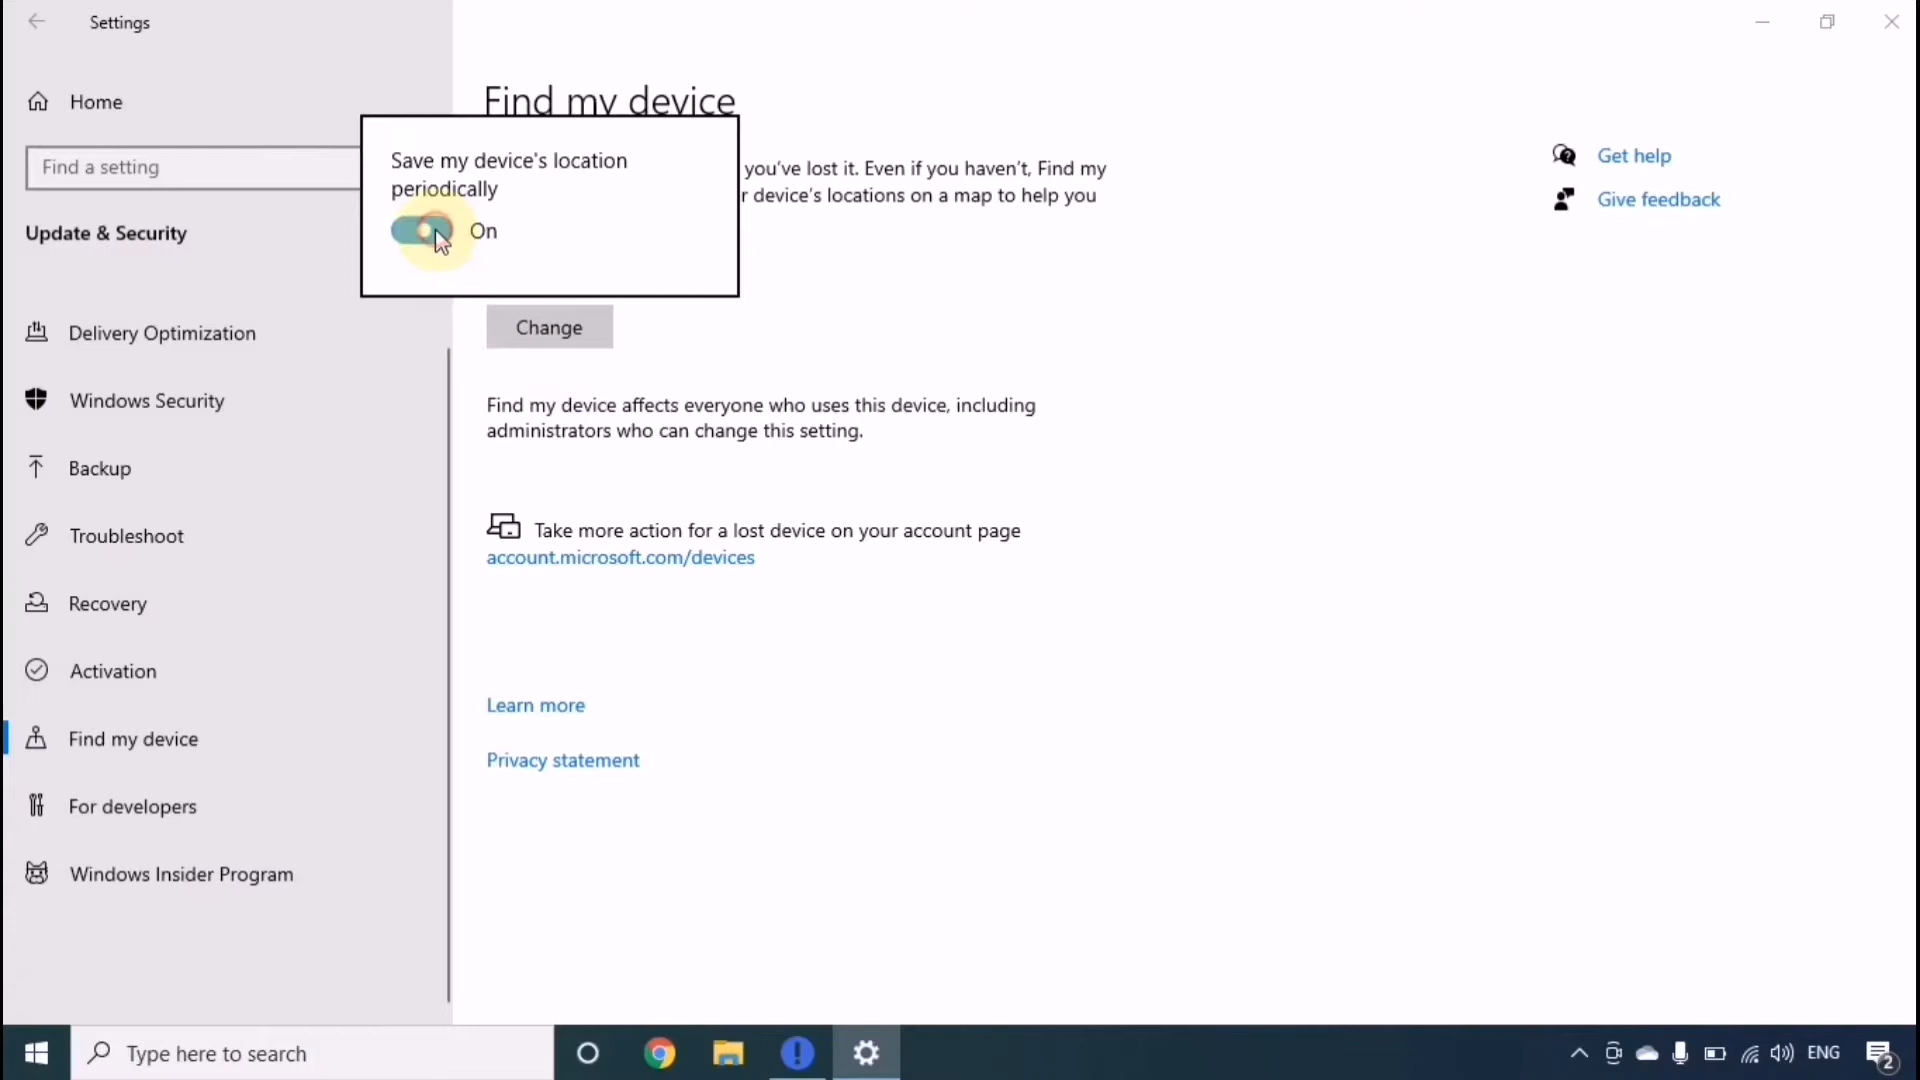 Settings
Home
Find a setting
Update & Security
Delivery Optimization
Windows Security
Backup
Troubleshoot
Recovery
Activation
Find my device
For developers
Windows Insider Program
Find my device
Save my device's location
periodically
On
you've lost it. Even if you haven't, Find my
r device's locations on a map to help you
Change
Find my device affects everyone who uses this device, including
administrators who can change this setting.
Take more action for a lost device on your account page
account.microsoft.com/devices
Learn more
Privacy statement
Get help
Give feedback
Type here to search
ENG
2